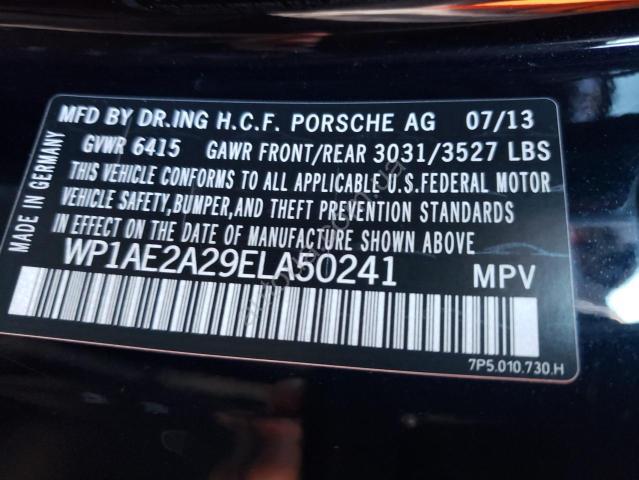 MFD BY DR.ING H.C.F. PORSCHE AG 07/13
GVWR 6415 GAWR FRONT/REAR 3031/3527 LBS
THIS VEHICLE CONFORMS TO ALL APPLICABLE U.S.FEDERAL MOTOR
VEHICLE SAFETY,BUMPER,AND THEFT PREVENTION STANDARDS
IN EFFECT ON THE DATE OF MANUFACTURE SHOWN ABOVE
WP1AE2A29ELA50241 MPV
7P5.010.730.H
MADE IN GERMANY